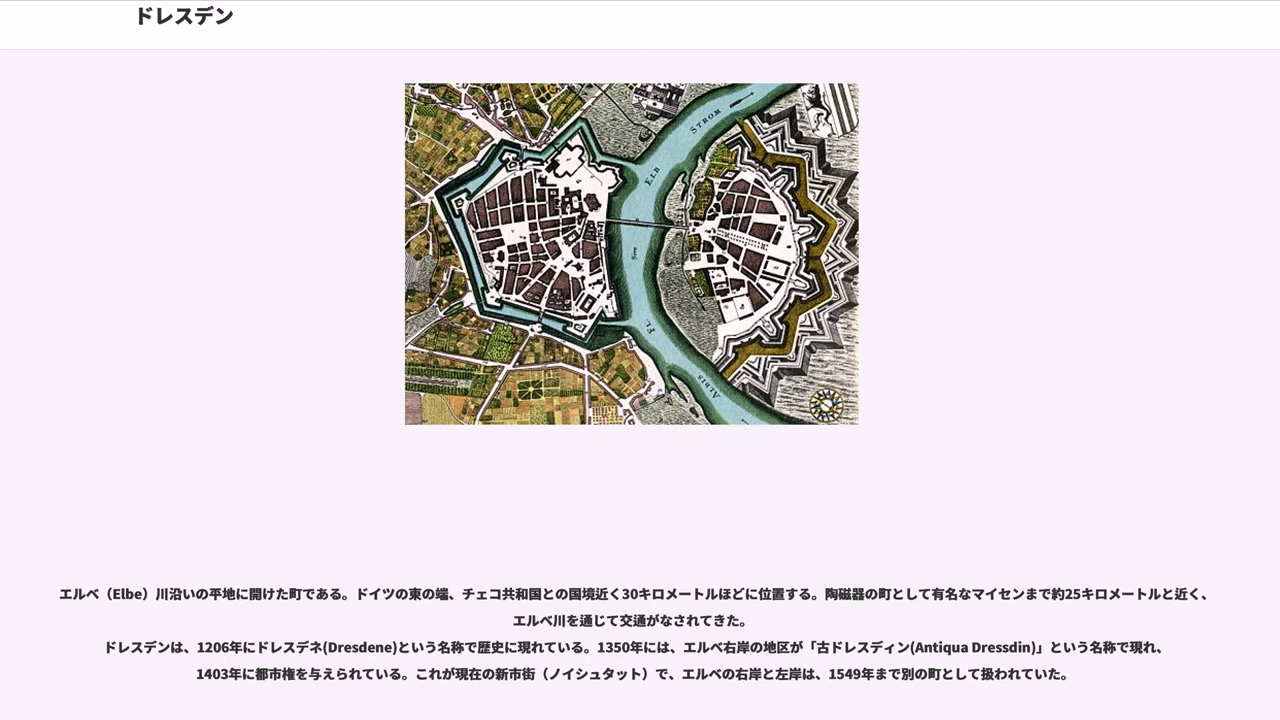 ドレスデン
STROM
ELB
FL.
ALBIS
エルベ（Elbe）川沿いの平地に開けた町である。ドイツの東の端、チェコ共和国との国境近く30キロメートルほどに位置する。陶磁器の町として有名なマイセンまで約25キロメートルと近く、
エルベ川を通じて交通がなされてきた。
ドレスデンは、1206年にドレスデネ(Dresdene)という名称で歴史に現れている。1350年には、エルベ右岸の地区が「古ドレスディン(Antiqua Dressdin)」という名称で現れ、
1403年に都市権を与えられている。これが現在の新市街（ノイシュタット）で、エルベの右岸と左岸は、1549年まで別の町として扱われていた。